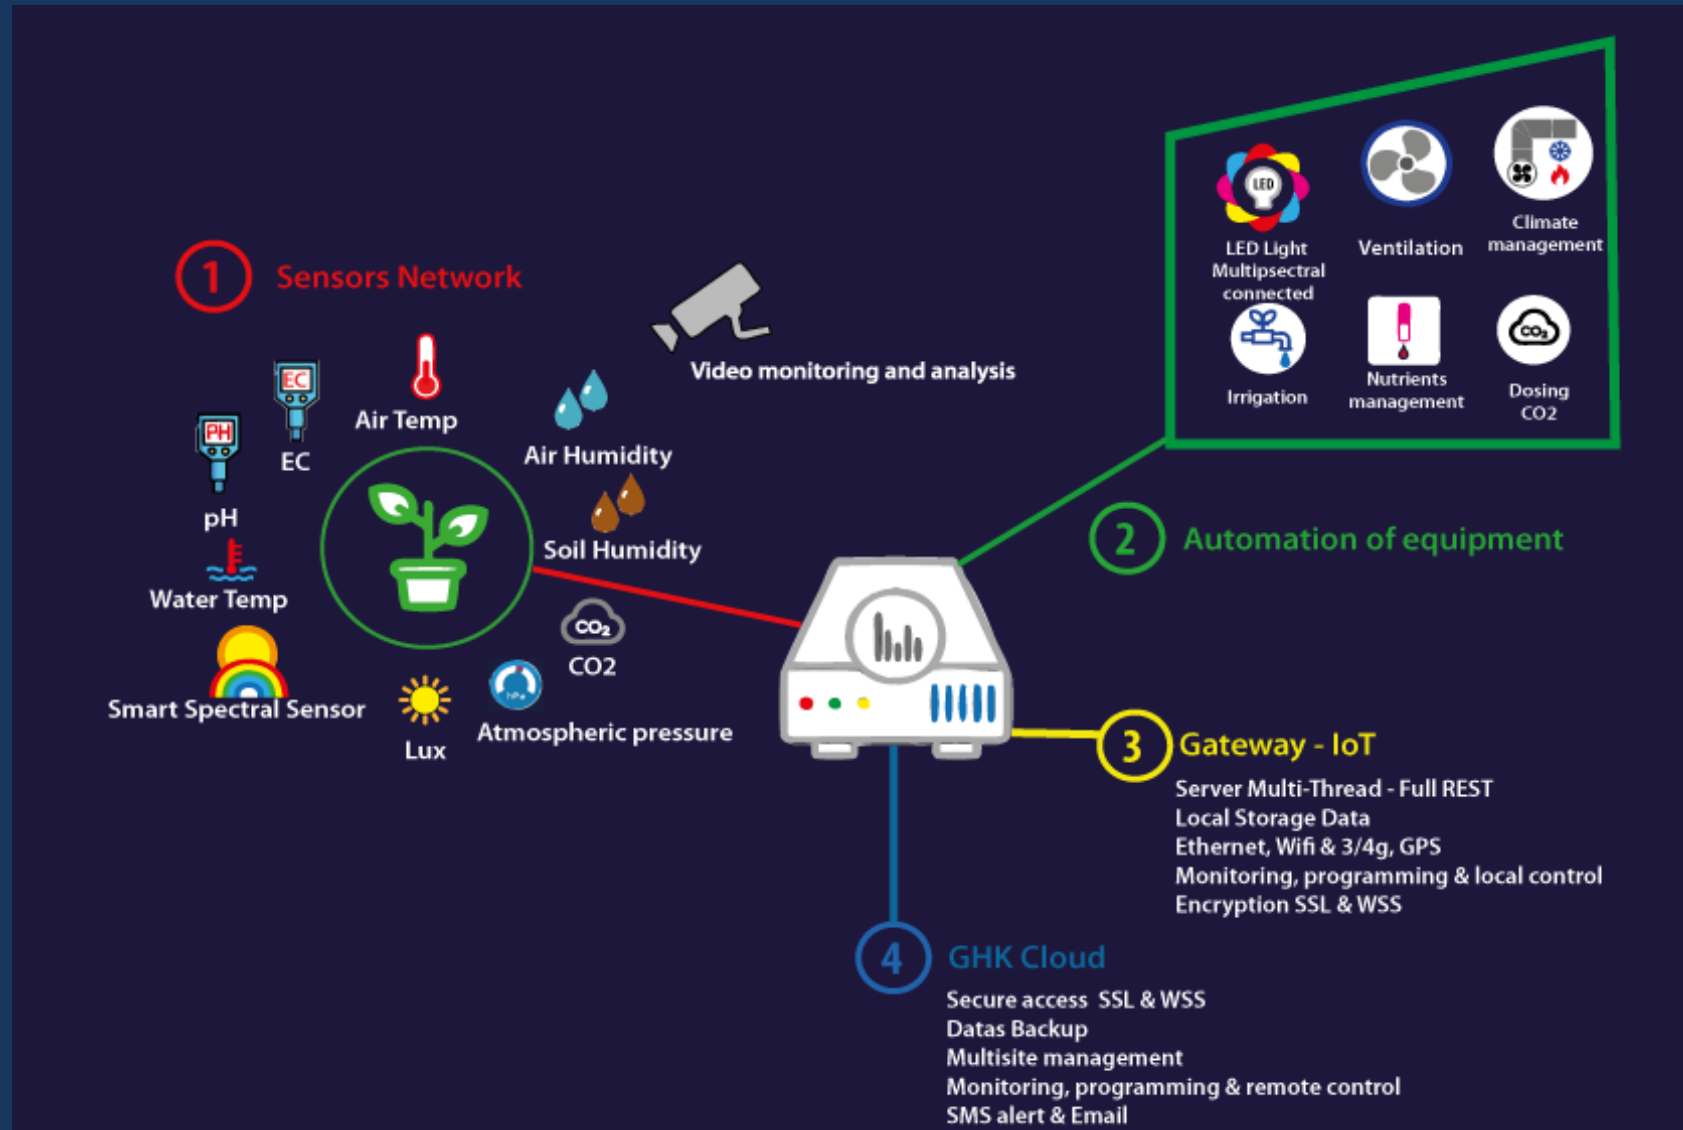 1
Sensors Network
EC
PH
Air Temp
EC
pH
Water Temp
Smart Spectral Sensor
Lux
Atmospheric pressure
hPa
CO2
CO2
Soil Humidity
Air Humidity
Video monitoring and analysis
LED
LED Light
Multipsectral
connected
Ventilation
Climate
management
Irrigation
Nutrients
management
CO2
Dosing
CO2
2
Automation of equipment
3
Gateway - IoT
Server Multi-Thread - Full REST
Local Storage Data
Ethernet, Wifi & 3/4g, GPS
Monitoring, programming & local control
Encryption SSL & WSS
4
GHK Cloud
Secure access SSL & WSS
Datas Backup
Multisite management
Monitoring, programming & remote control
SMS alert & Email